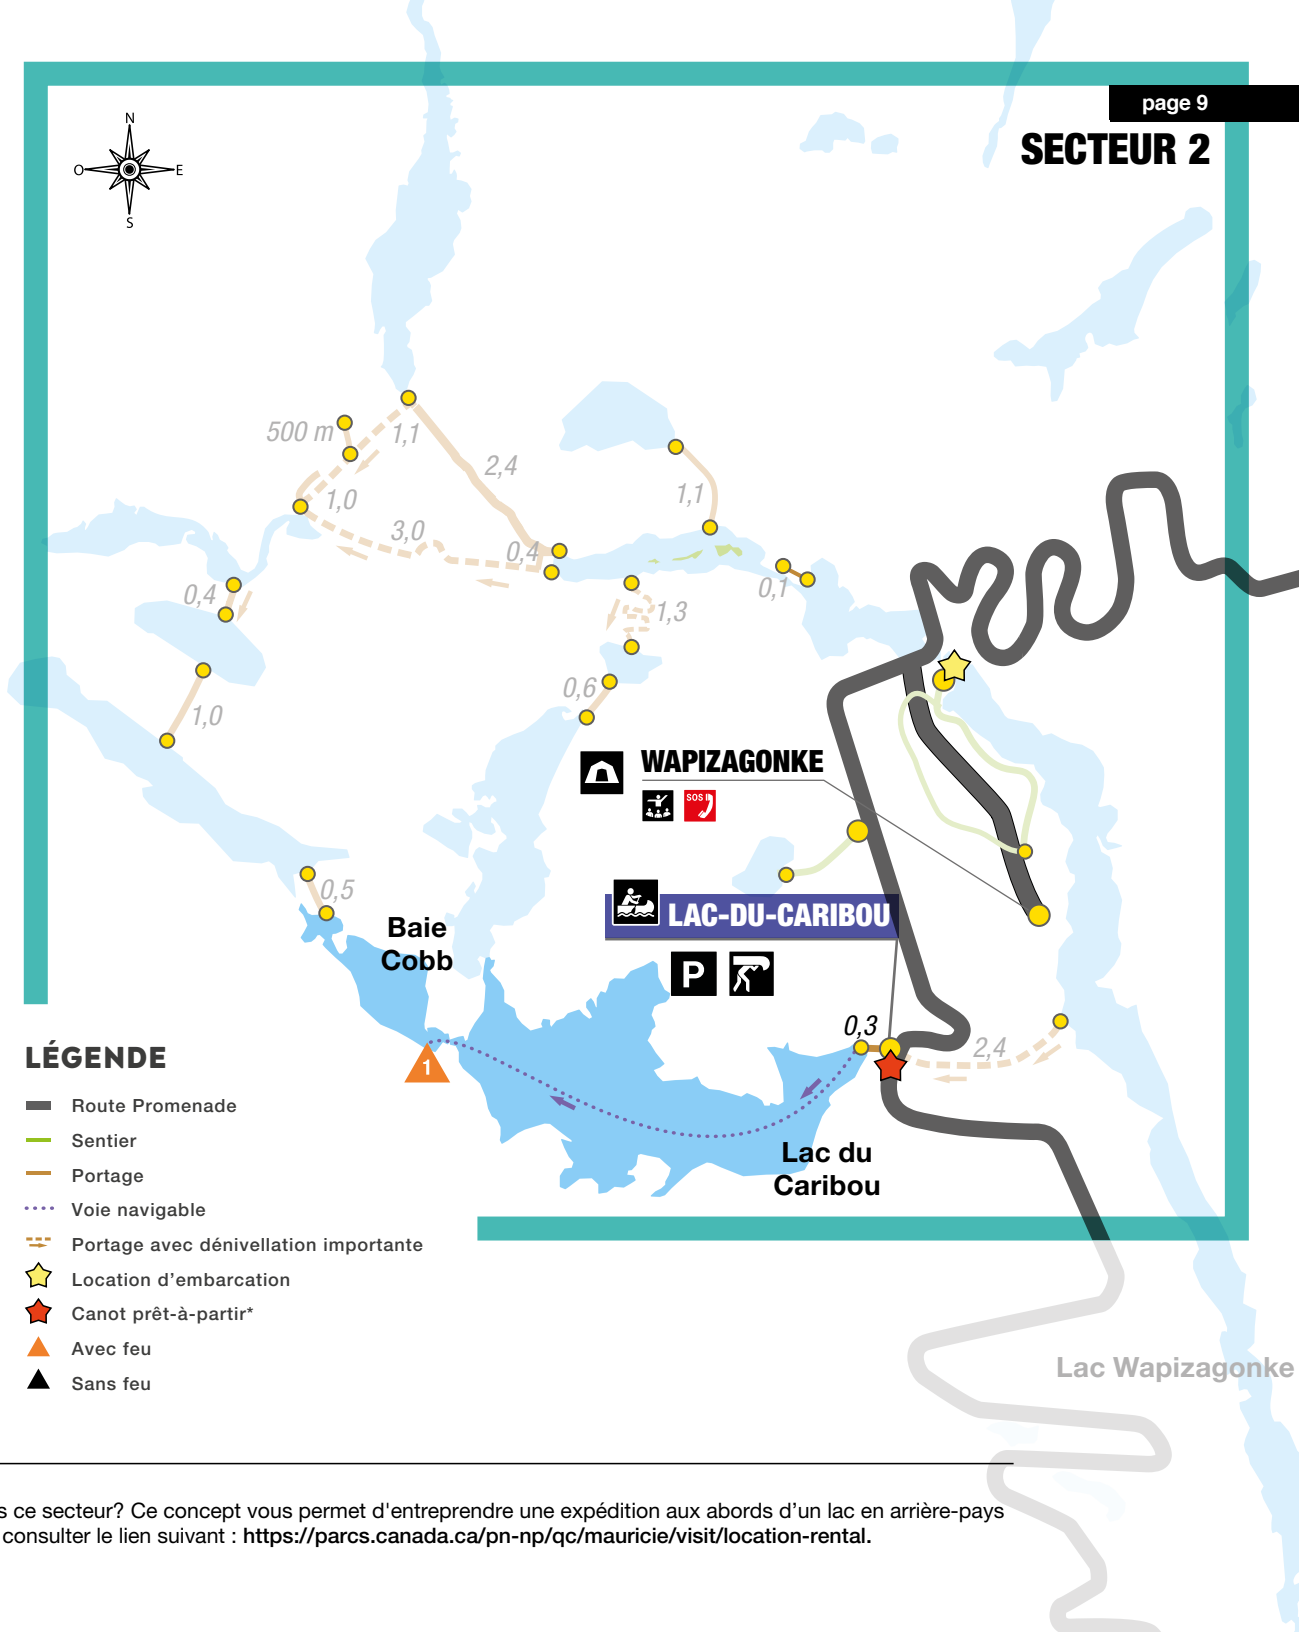 page 9
SECTEUR 2
N
O
E
S
500 m
1,1
2,4
1,0
3,0
0,4
1,1
0,1
0,4
1,3
0,6
1,0
WAPIZAGONKE
SOS
0,5
LAC-DU-CARIBOU
Baie
Cobb
P
0,3
2,4
1
Lac du
Caribou
LÉGENDE
Route Promenade
Sentier
Portage
Voie navigable
Portage avec dénivellation importante
Location d’embarcation
Canot prêt-à-partir*
Avec feu
Sans feu
Lac Wapizagonke
s ce secteur? Ce concept vous permet d'entreprendre une expédition aux abords d’un lac en arrière-pays
consulter le lien suivant : https://parcs.canada.ca/pn-np/qc/mauricie/visit/location-rental.